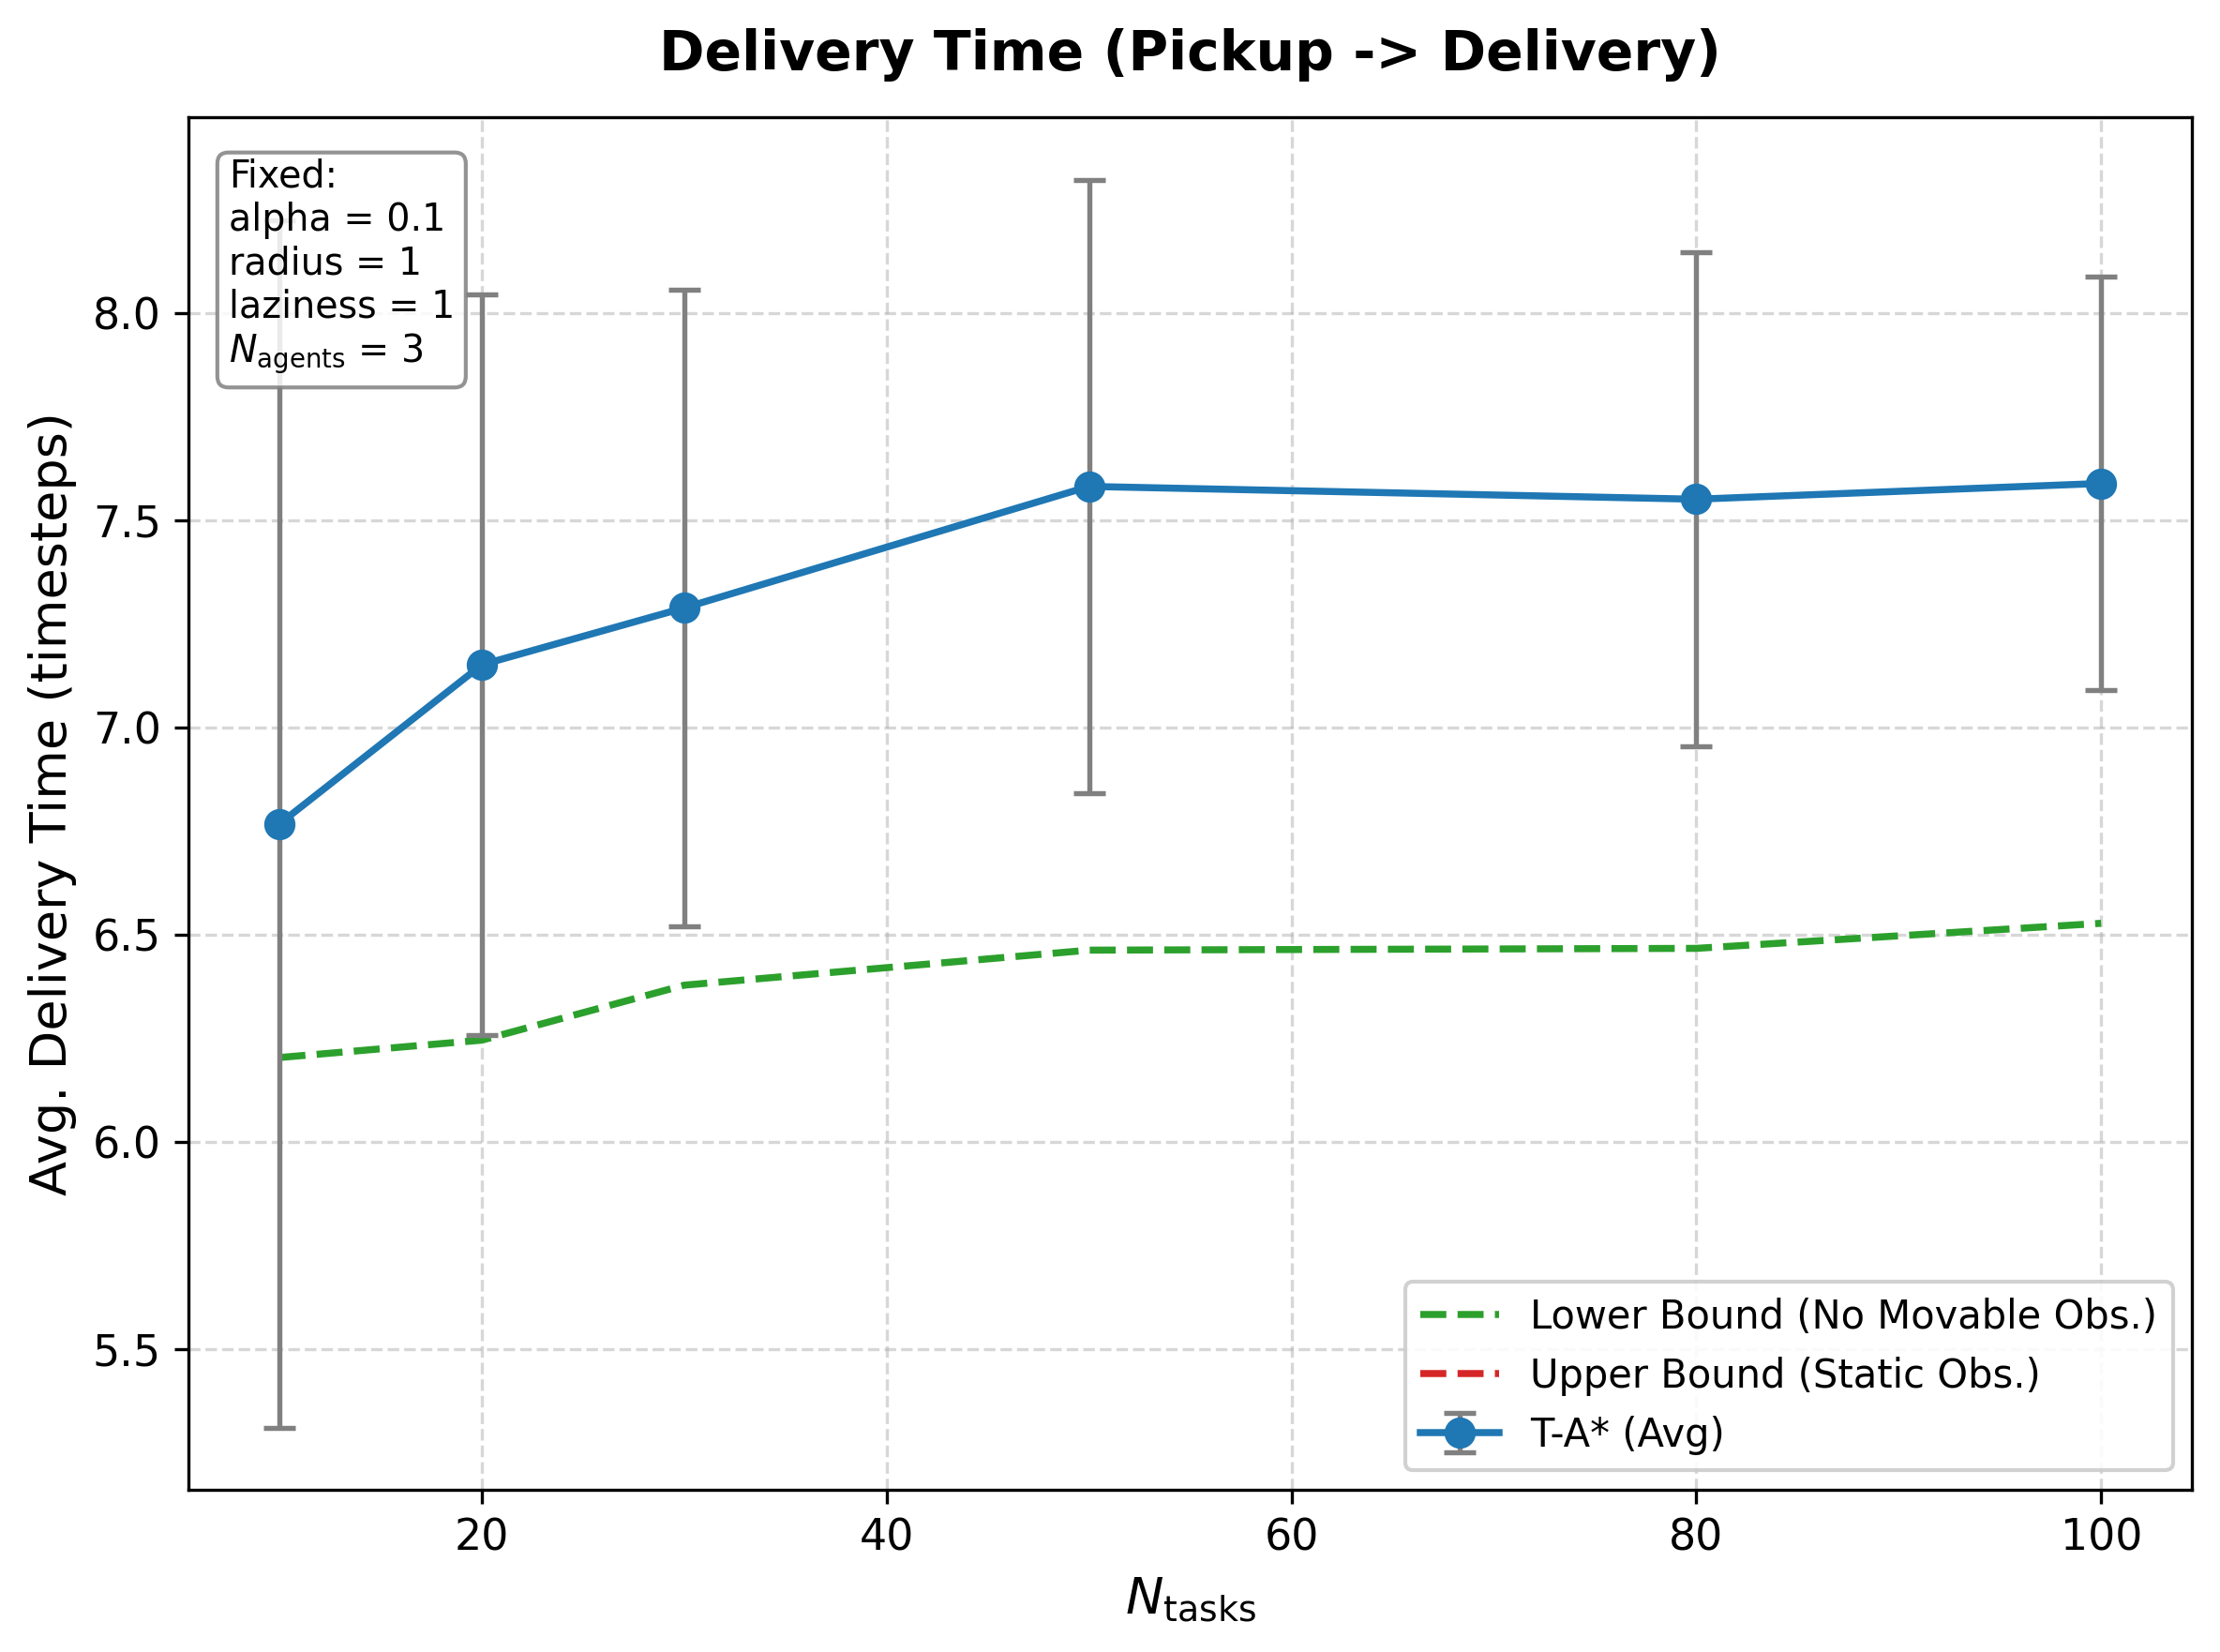 Delivery Time (Pickup -> Delivery)
Fixed:
alpha = 0.1
radius = 1
laziness = 1
N_agents = 3
8.0
7.5
7.0
6.5
6.0
5.5
Avg. Delivery Time (timesteps)
Lower Bound (No Movable Obs.)
Upper Bound (Static Obs.)
T-A* (Avg)
20 40 60 80 100
N_tasks